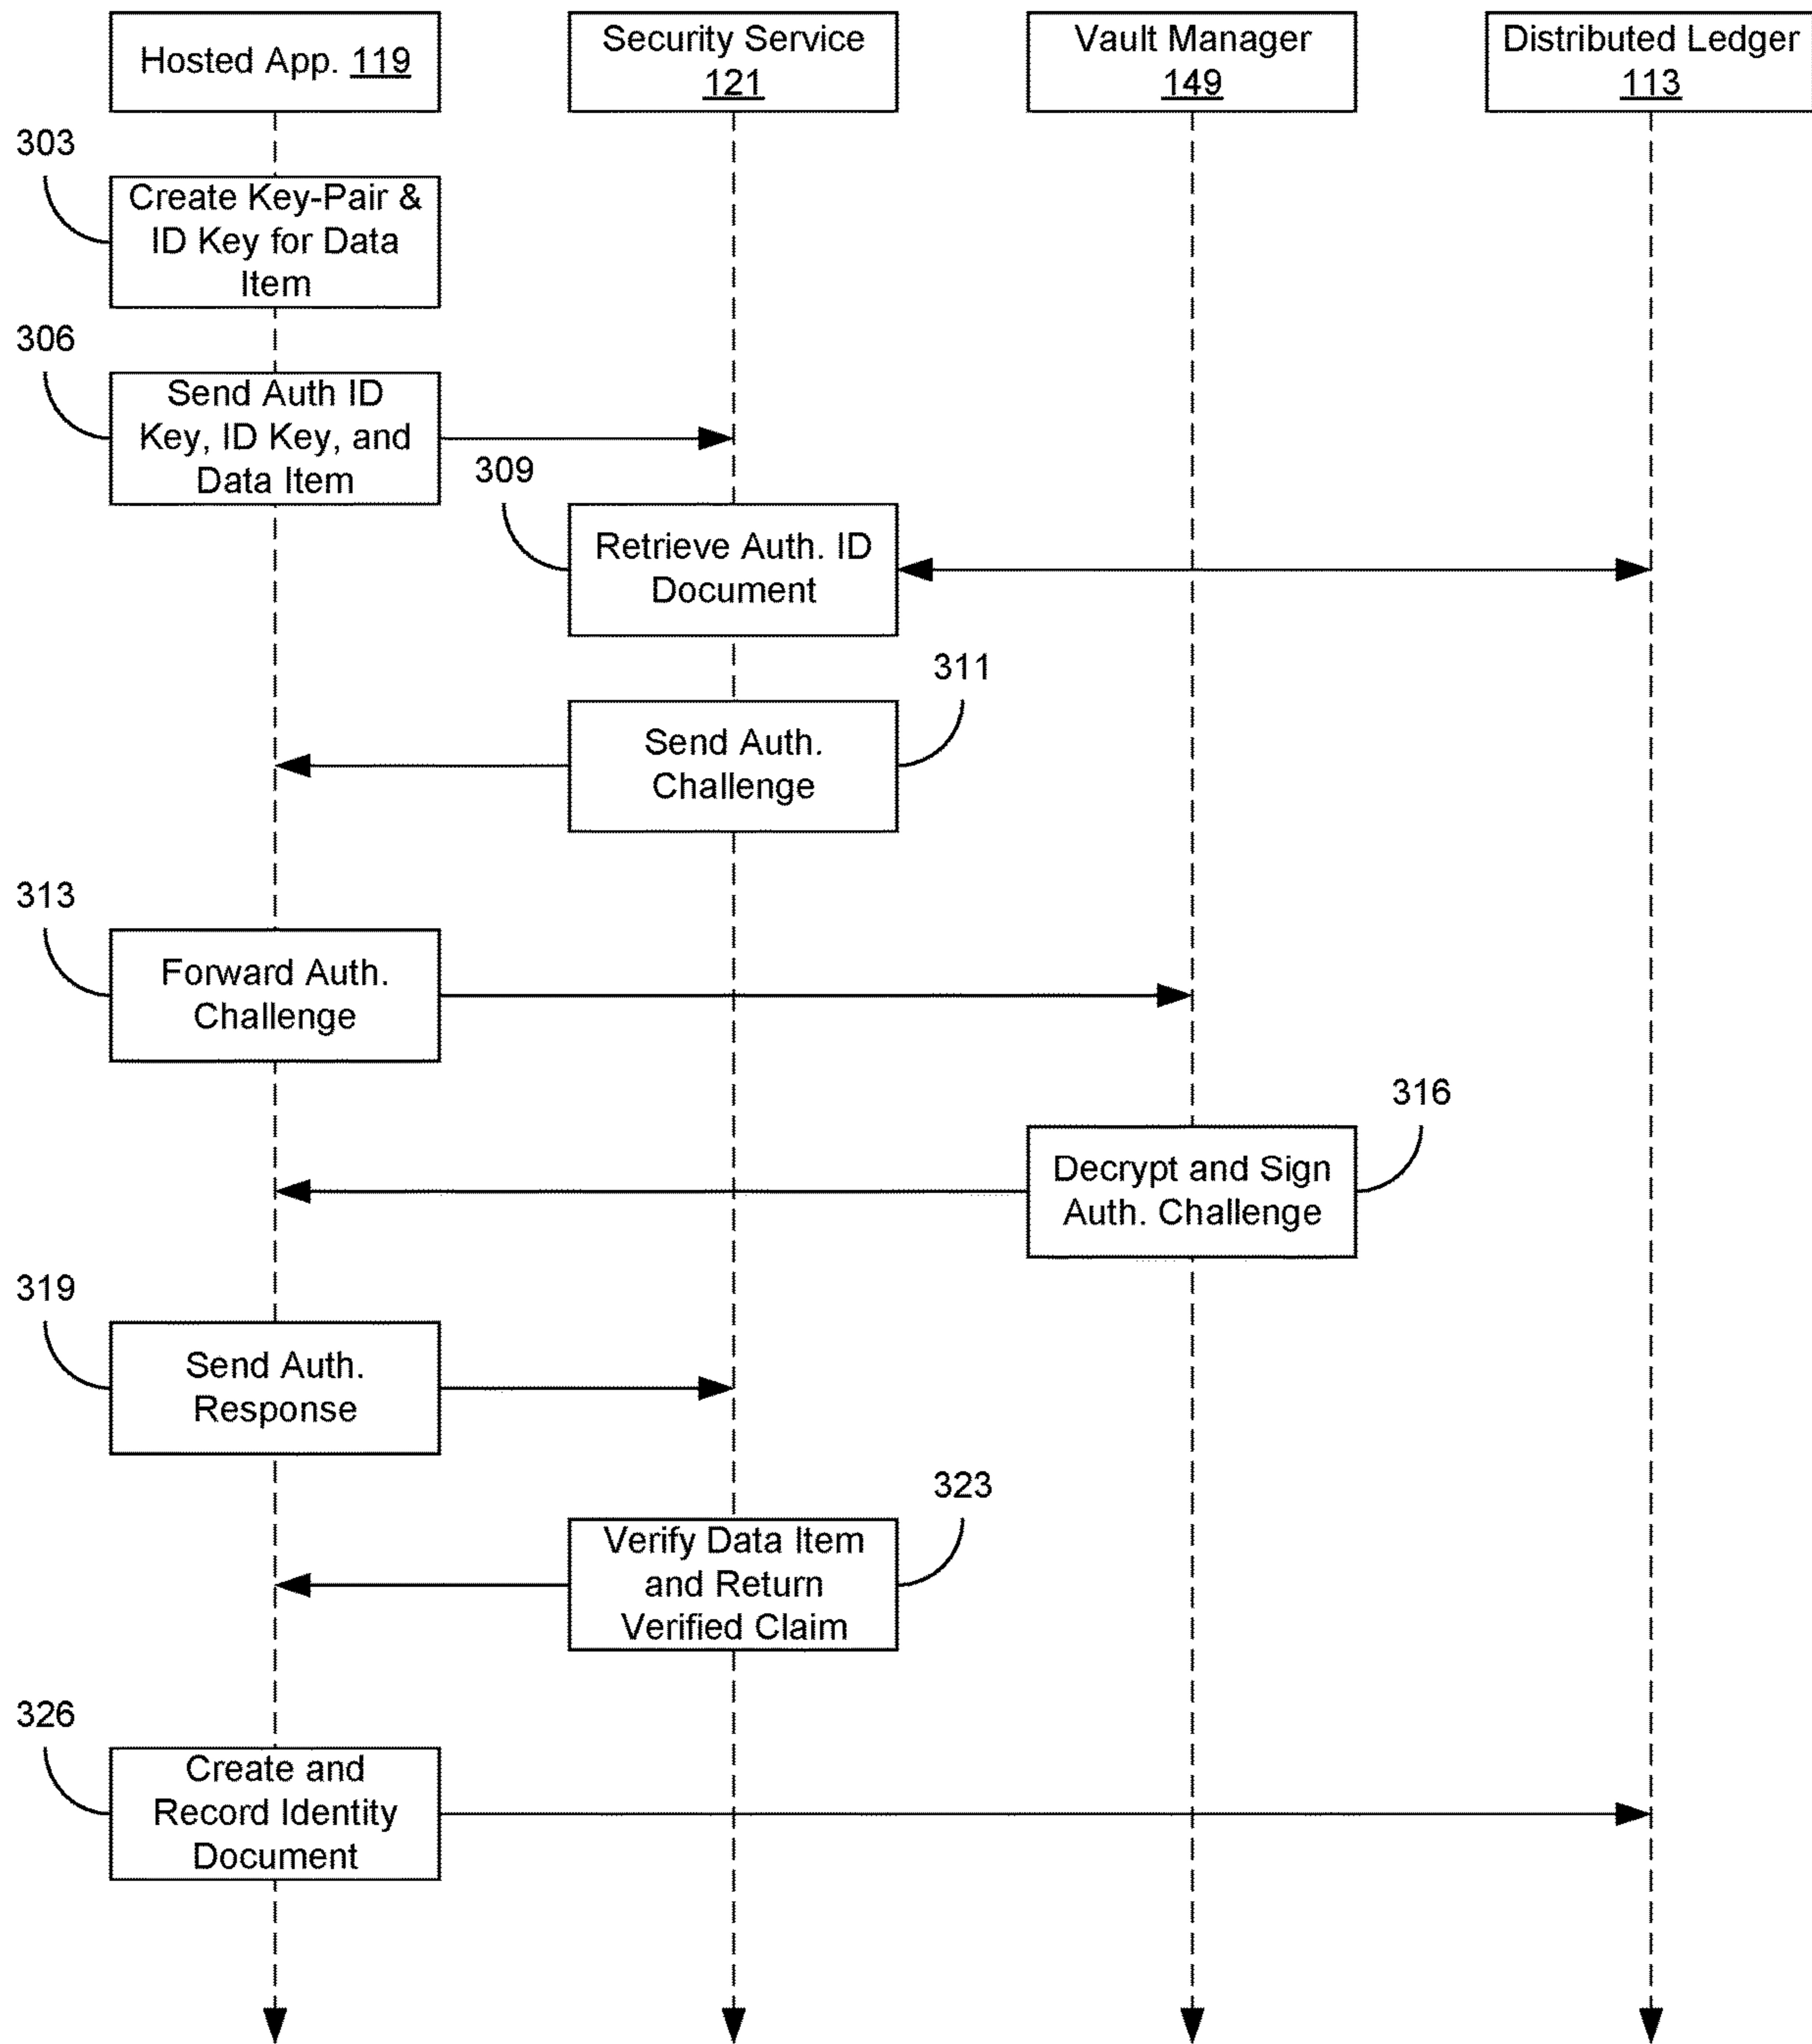 Hosted App. 119
Security Service
121
Vault Manager
149
Distributed Ledger
113
303
Create Key-Pair &
ID Key for Data
Item
306
Send Auth ID
Key, ID Key, and
Data Item
309
Retrieve Auth. ID
Document
311
Send Auth.
Challenge
313
Forward Auth.
Challenge
316
Decrypt and Sign
Auth. Challenge
319
Send Auth.
Response
323
Verify Data Item
and Return
Verified Claim
326
Create and
Record Identity
Document